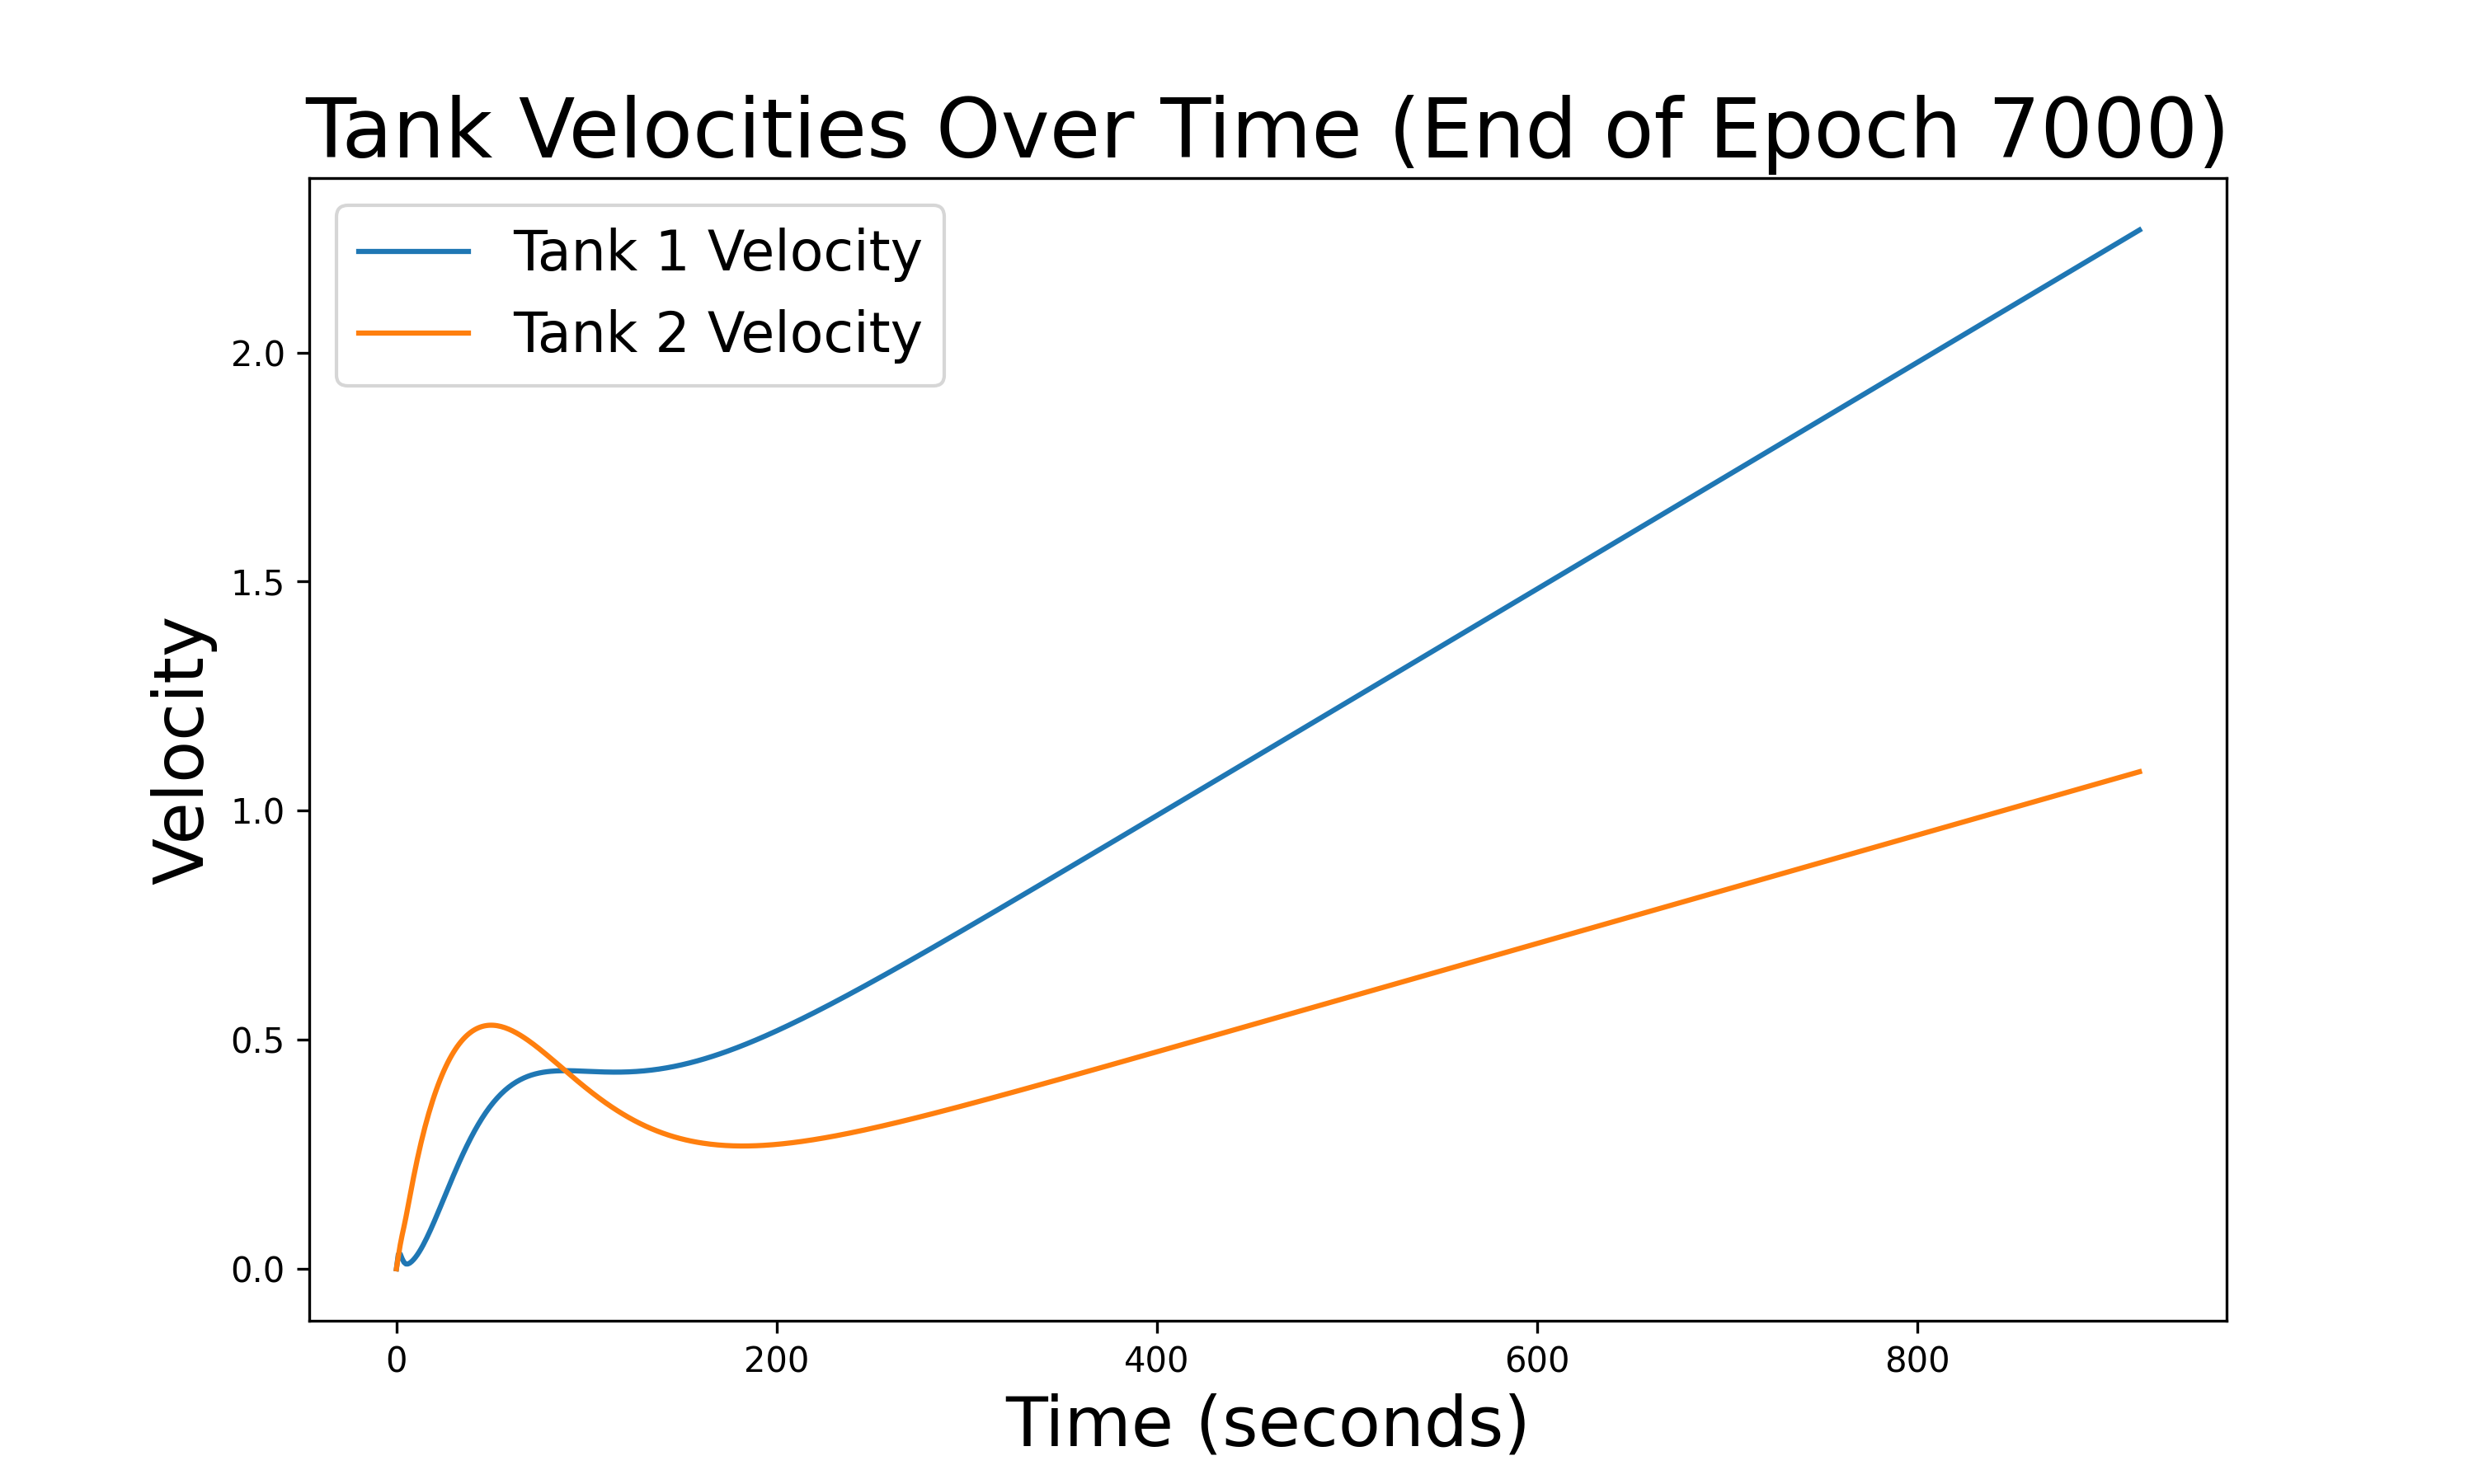 Tank Velocities Over Time (End of Epoch 7000)
Tank 1 Velocity
Tank 2 Velocity
Velocity
2.0
1.5
1.0
0.5
0.0
0 200 400 600 800
Time (seconds)